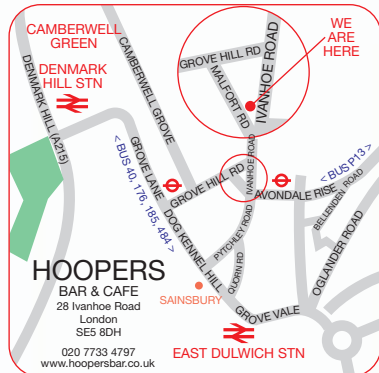 CAMBERWELL
GREEN
DENMARK
HILL STN
WE
ARE
HERE
GROVE HILL RD
MALFORT RD
IVANHOE ROAD
DENMARK HILL (A215)
CAMBERWELL GROVE
GROVE LANE
< BUS 40, 176, 185, 484 >
GROVE HILL RD
IVANHOE ROAD
< BUS P13 >
AVONDALE RISE
BELLENDEN ROAD
DOG KENNEL HILL
PYTCHLEY ROAD
QUORN RD
OGLANDER ROAD
HOOPERS
BAR & CAFE
28 Ivanhoe Road
London
SE5 8DH
020 7733 4797
www.hoopersbar.co.uk
SAINSBURY
GROVE VALE
EAST DULWICH STN